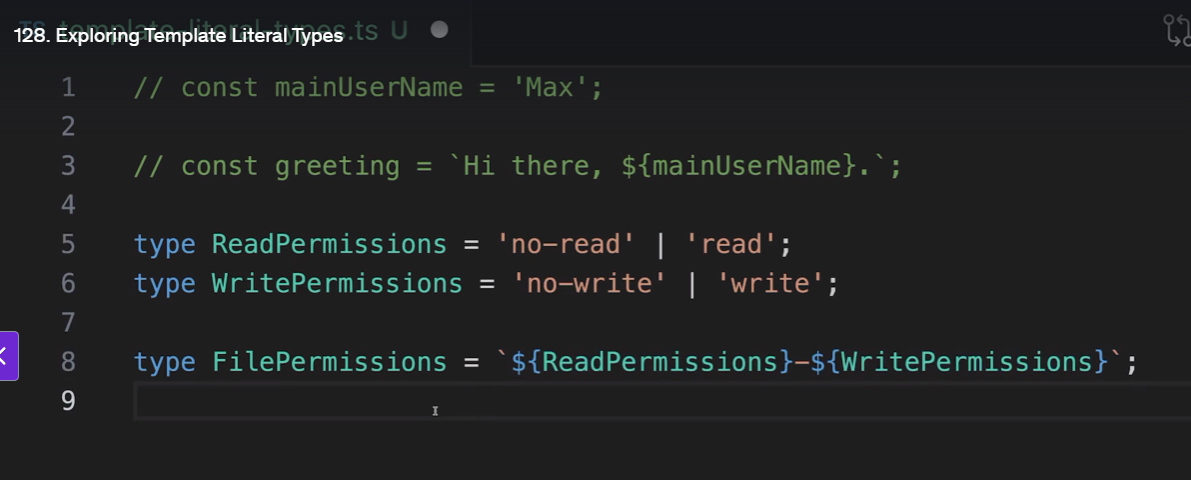 TS template-literal-types.ts U
128. Exploring Template Literal Types
1 // const mainUserName = 'Max';
2
3 // const greeting = `Hi there, ${mainUserName}.`;
4
5 type ReadPermissions = 'no-read' | 'read';
6 type WritePermissions = 'no-write' | 'write';
7
8 type FilePermissions = `${ReadPermissions}-${WritePermissions}`;
9